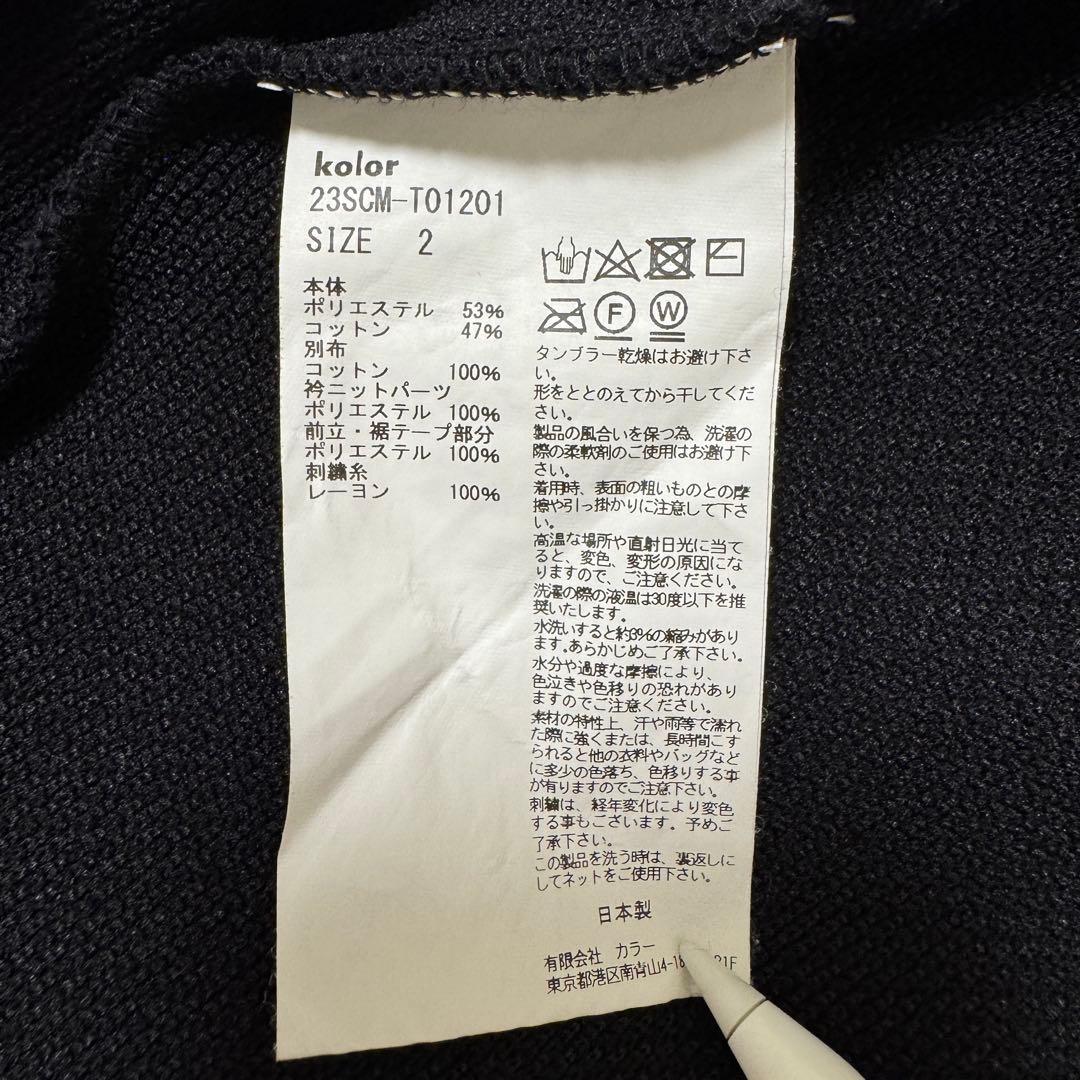 kolor
23SCM-T01201
SIZE 2
本体
ポリエステル 53%
コットン 47%
別布
コットン 100%
衿ニットパーツ
ポリエステル 100%
前立・裾テープ部分
ポリエステル 100%
刺繍糸
レーヨン 100%
F W
タンブラー乾燥はお避け下さ
い。
形をととのえてから干してくだ
さい。
製品の風合いを保つ為、洗濯の
際の柔軟剤のご使用はお避け下
さい。
着用時、表面の粗いものとの摩
擦や引っ掛かりに注意して下さ
い。
高温な場所や直射日光に当て
ると、変色、変形の原因にな
りますので、ご注意ください。
洗濯の際の液温は30度以下を推
奨いたします。
水洗いすると約3%の縮みがあり
ます。あらかじめご了承下さい。
水分や過度な摩擦により、
色泣きや色移りの恐れがあり
ますのでご注意ください。
素材の特性上、汗や雨等で濡れ
た際に強くまたは、長時間こす
られると他の衣料やバッグなど
に多少の色落ち、色移りする事
が有りますのでご注意下さい。
刺繍は、経年変化により変色
する事もございます。予めご
了承下さい。
この製品を洗う時は、裏返しに
してネットをご使用下さい。
日本製
有限会社 カラー
東京都港区南青山4-18 21F